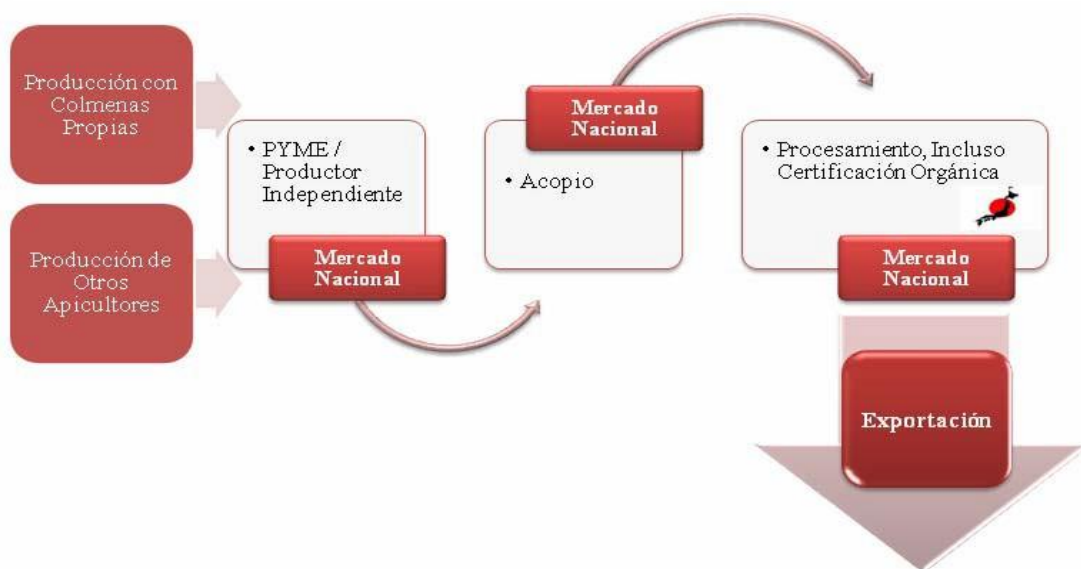 Producción con
Colmenas
Propias
Producción de
Otros
Apicultores
• PYME /
Productor
Independiente
Mercado
Nacional
• Acopio
Mercado
Nacional
• Procesamiento, Incluso
Certificación Orgánica
Mercado
Nacional
Exportación